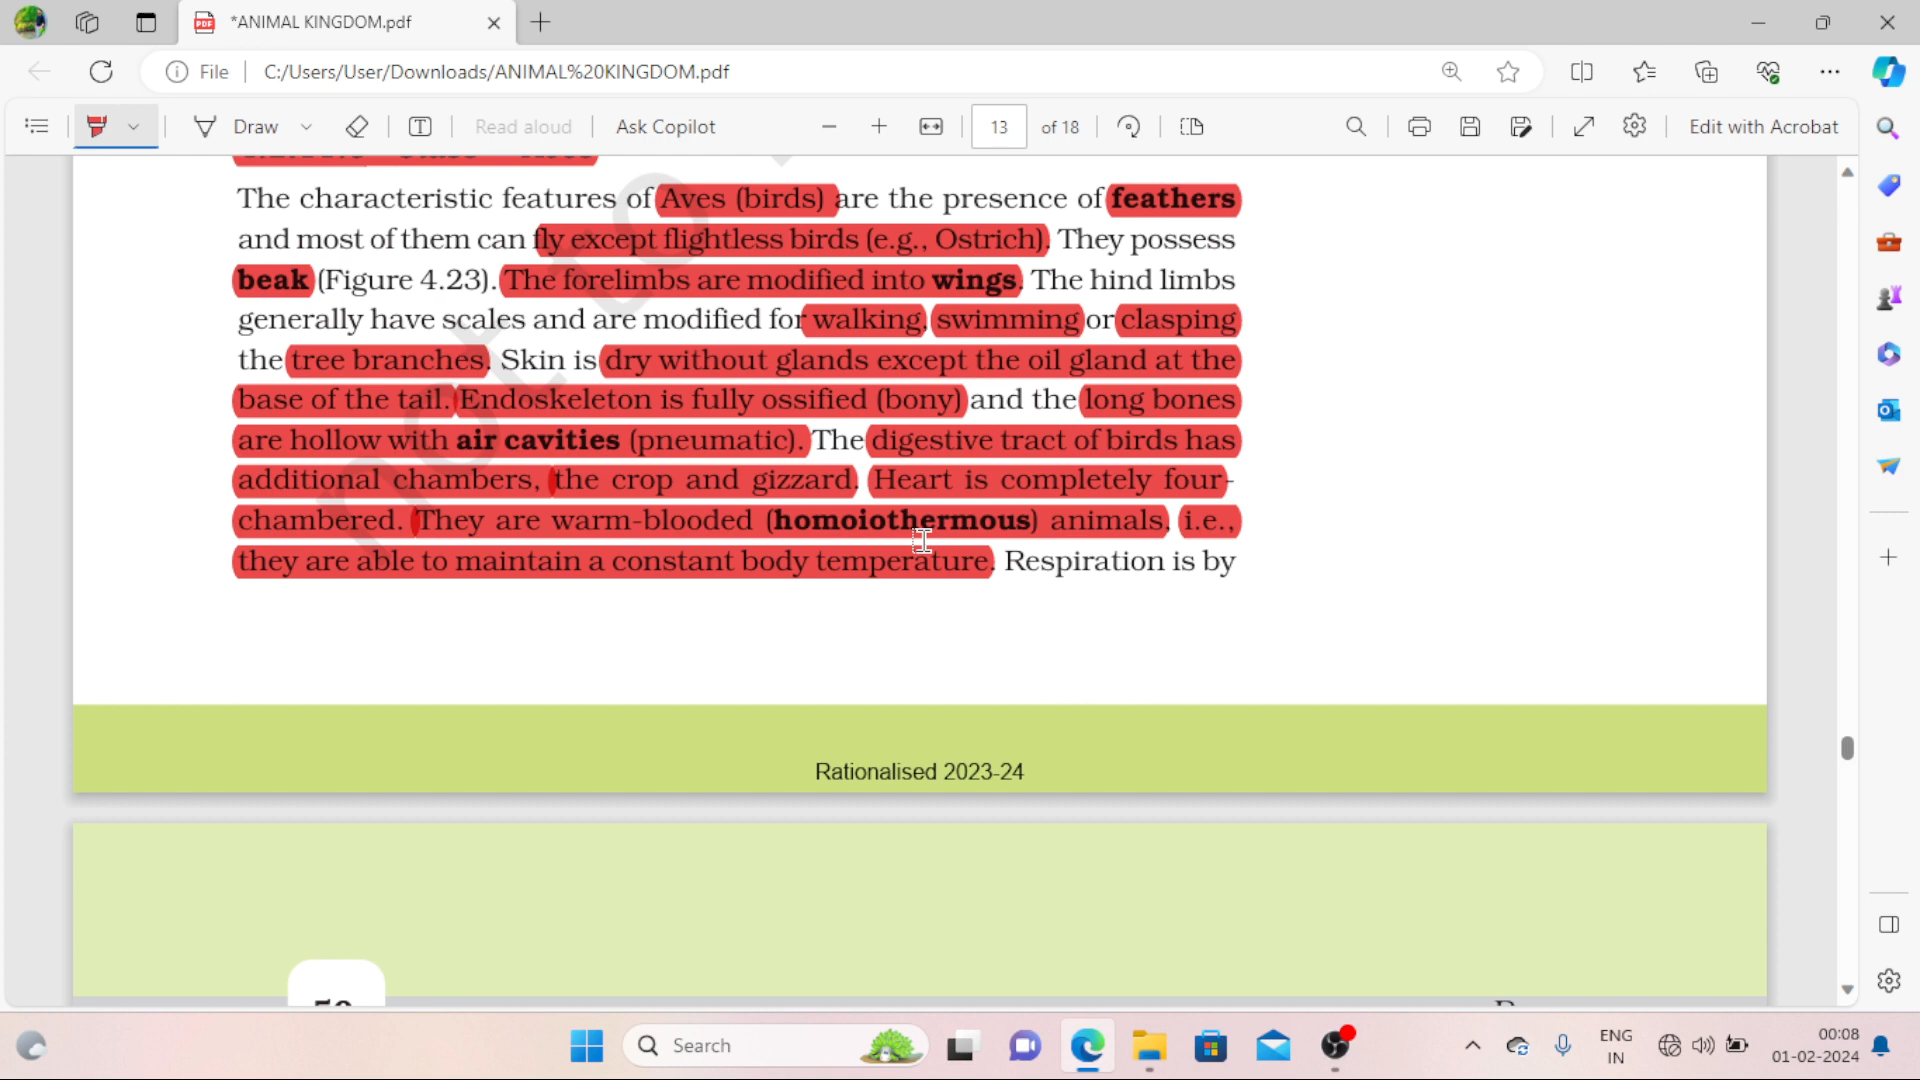 *ANIMAL KINGDOM.pdf
File
C:/Users/User/Downloads/ANIMAL%20KINGDOM.pdf
Draw
Read aloud
Ask Copilot
13
of 18
Edit with Acrobat
The characteristic features of Aves (birds) are the presence of feathers
and most of them can fly except flightless birds (e.g., Ostrich). They possess
beak (Figure 4.23). The forelimbs are modified into wings. The hind limbs
generally have scales and are modified for walking, swimming or clasping
the tree branches. Skin is dry without glands except the oil gland at the
base of the tail. Endoskeleton is fully ossified (bony) and the long bones
are hollow with air cavities (pneumatic). The digestive tract of birds has
additional chambers, the crop and gizzard. Heart is completely four-
chambered. They are warm-blooded (homoiothermous) animals, i.e.,
they are able to maintain a constant body temperature. Respiration is by
not to
Rationalised 2023-24
Search
ENG
IN
00:08
01-02-2024